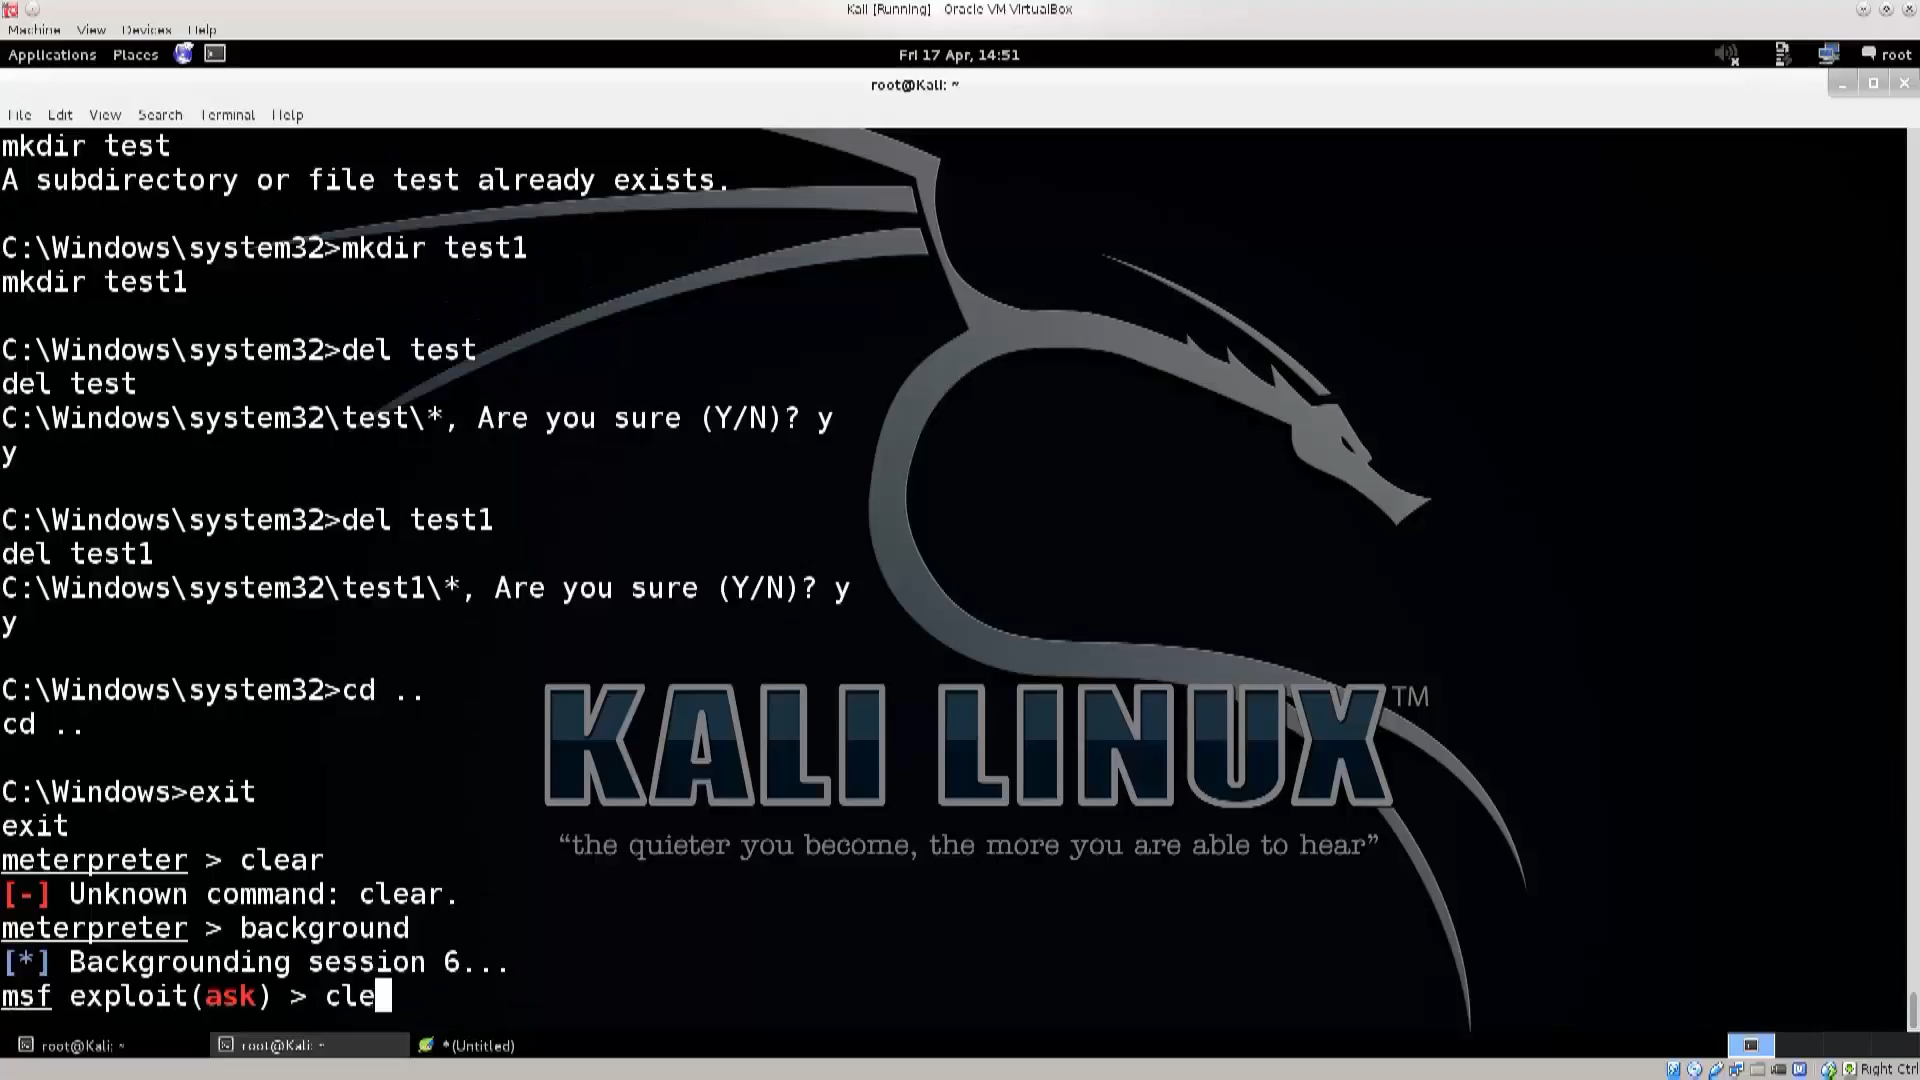 Kali [Running] Oracle VM VirtualBox
Machine View Devices Help
Applications Places Fri 17 Apr, 14:51 root
root@Kali: ~
File Edit View Search Terminal Help
mkdir test
A subdirectory or file test already exists.
C:\Windows\system32>mkdir test1
mkdir test1
C:\Windows\system32>del test
del test
C:\Windows\system32\test\*, Are you sure (Y/N)? y
y
C:\Windows\system32>del test1
del test1
C:\Windows\system32\test1\*, Are you sure (Y/N)? y
y
C:\Windows\system32>cd ..
cd ..
C:\Windows>exit
exit
meterpreter > clear
[-] Unknown command: clear.
meterpreter > background
[*] Backgrounding session 6...
msf exploit(ask) > cle
KALI LINUX™
“the quieter you become, the more you are able to hear”
root@Kali: ~ root@Kali: ~ *(Untitled)
Right Ctrl